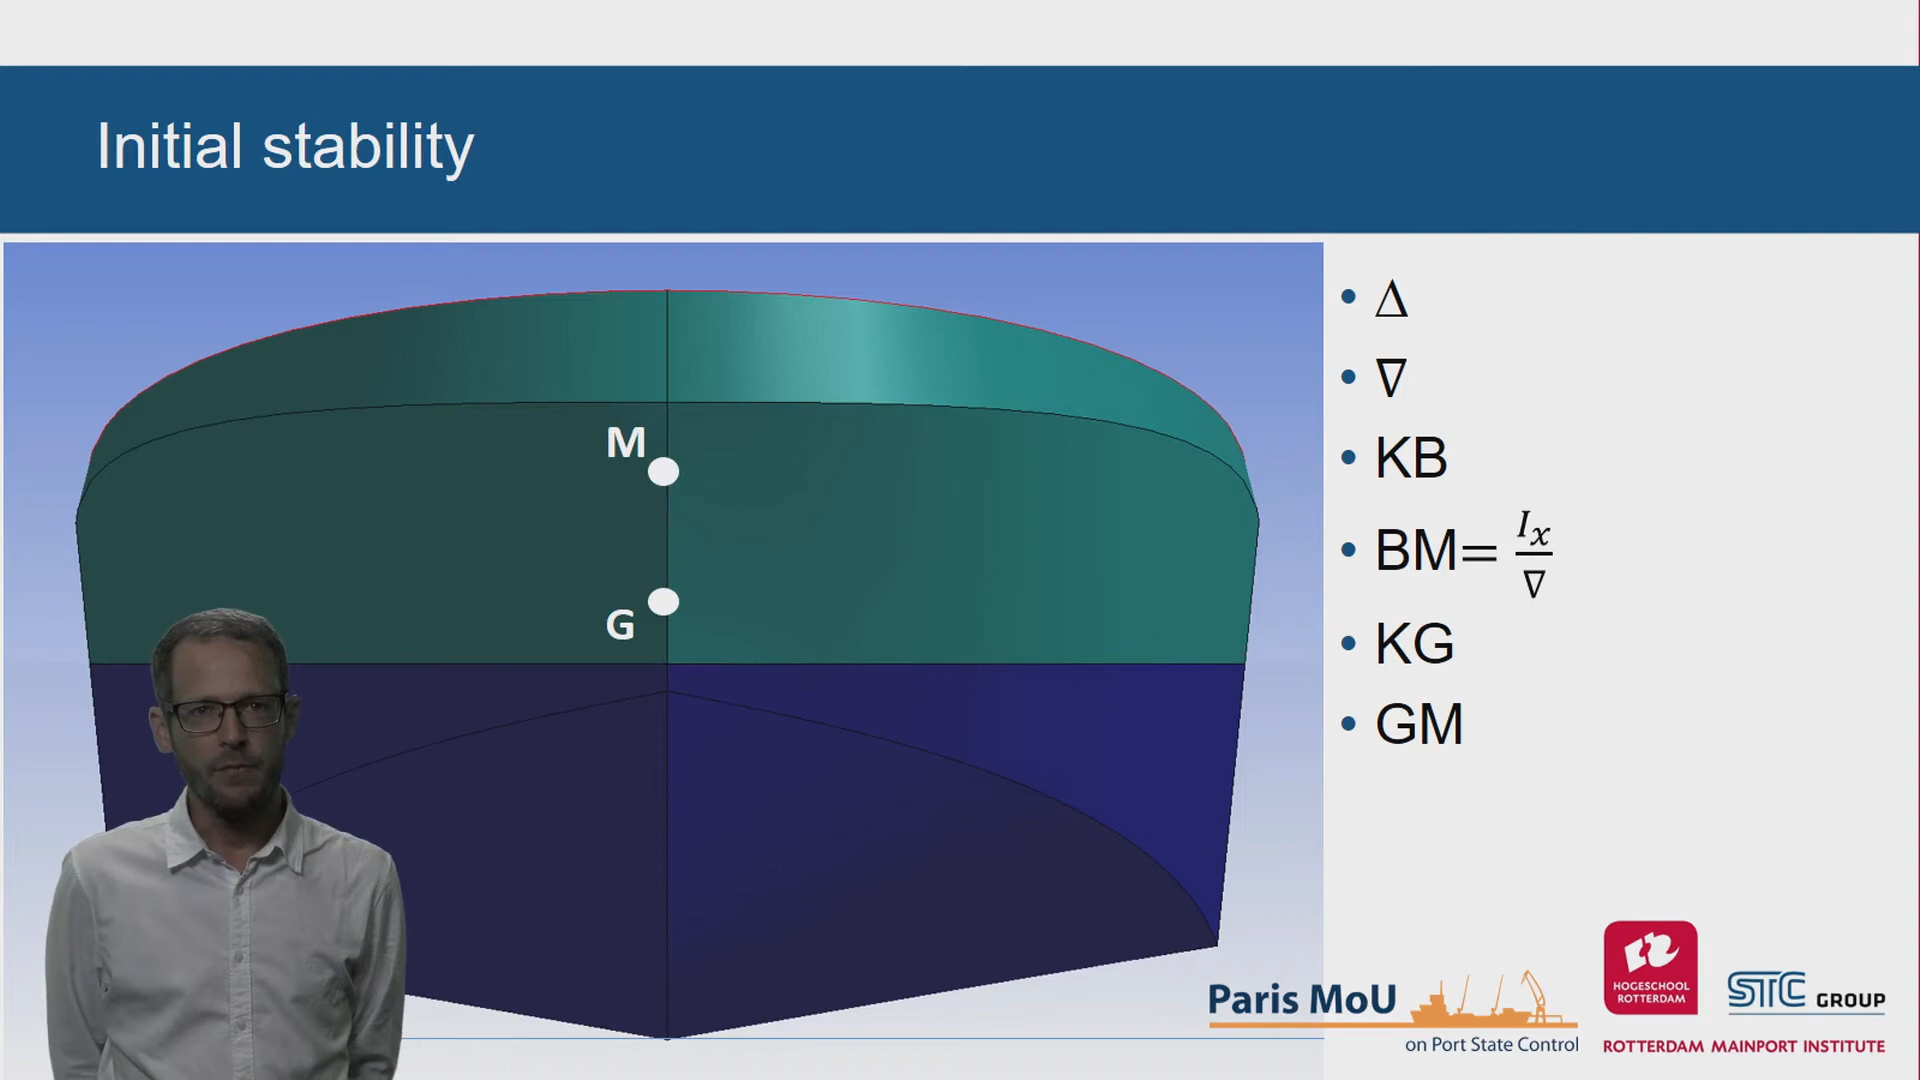 Initial stability
M
G
• Δ
• ∇
• KB
• BM= I_x/∇
• KG
• GM
Paris MoU
on Port State Control
HOGESCHOOL
ROTTERDAM
STC GROUP
ROTTERDAM MAINPORT INSTITUTE